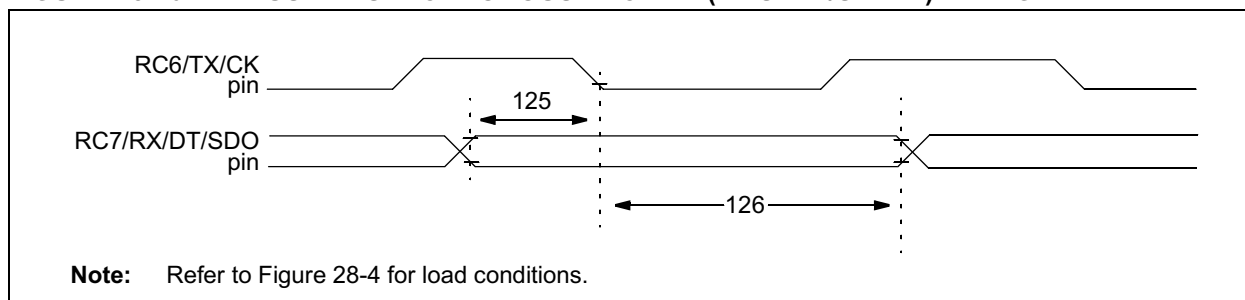 RC6/TX/CK
pin
125
RC7/RX/DT/SDO
pin
126
Note: Refer to Figure 28-4 for load conditions.